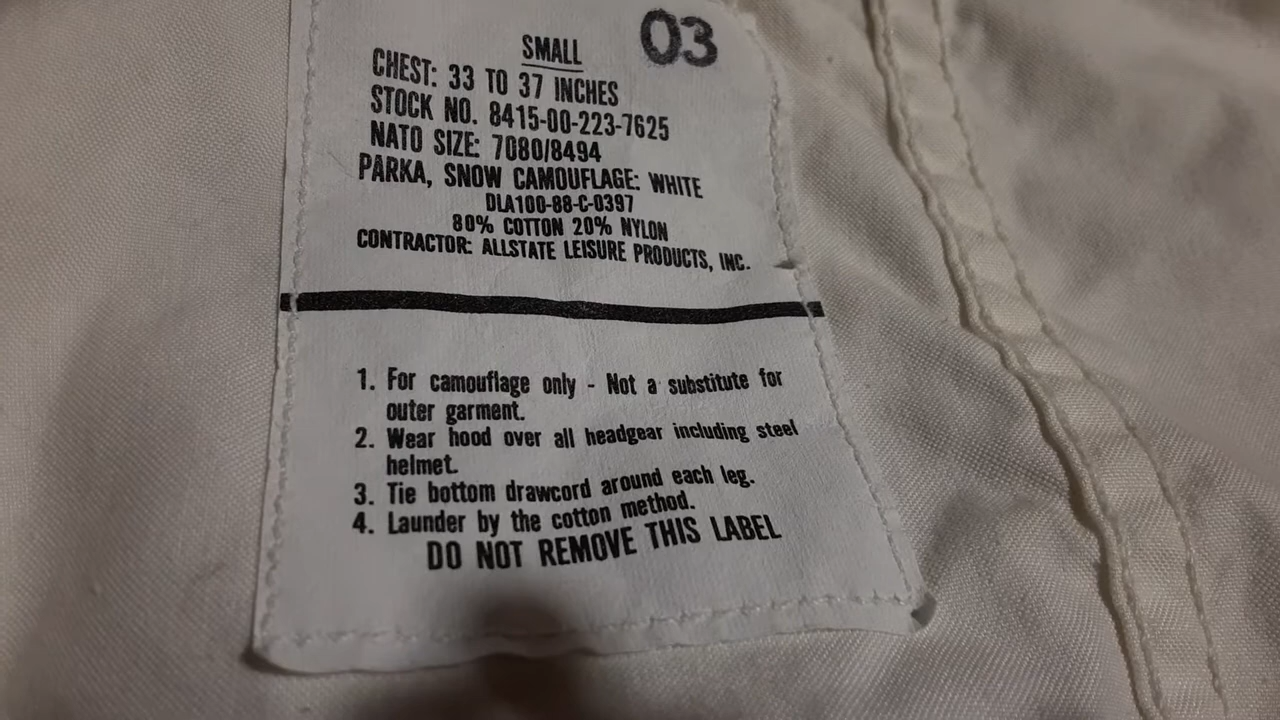 03
SMALL
CHEST: 33 TO 37 INCHES
STOCK NO. 8415-00-223-7625
NATO SIZE: 7080/8494
PARKA, SNOW CAMOUFLAGE: WHITE
DLA100-88-C-0397
80% COTTON 20% NYLON
CONTRACTOR: ALLSTATE LEISURE PRODUCTS, INC.
1. For camouflage only - Not a substitute for
outer garment.
2. Wear hood over all headgear including steel
helmet.
3. Tie bottom drawcord around each leg.
4. Launder by the cotton method.
DO NOT REMOVE THIS LABEL